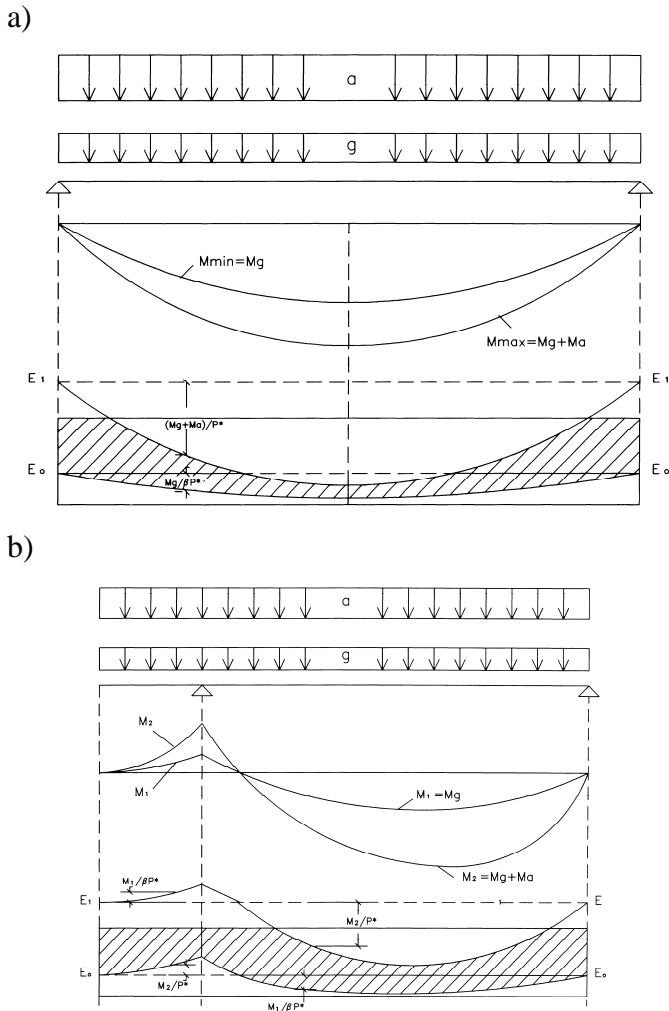 a)
a
g
Mmin=Mg
Mmax=Mg+Ma
E1 E1
(Mg+Ma)/P*
Eo Eo
Mg/βP*
b)
a
g
M2
M1
M1=Mg
M2=Mg+Ma
M1/βP*
E1 E
M2/P*
Eo Eo
M2/P*
M1/βP*